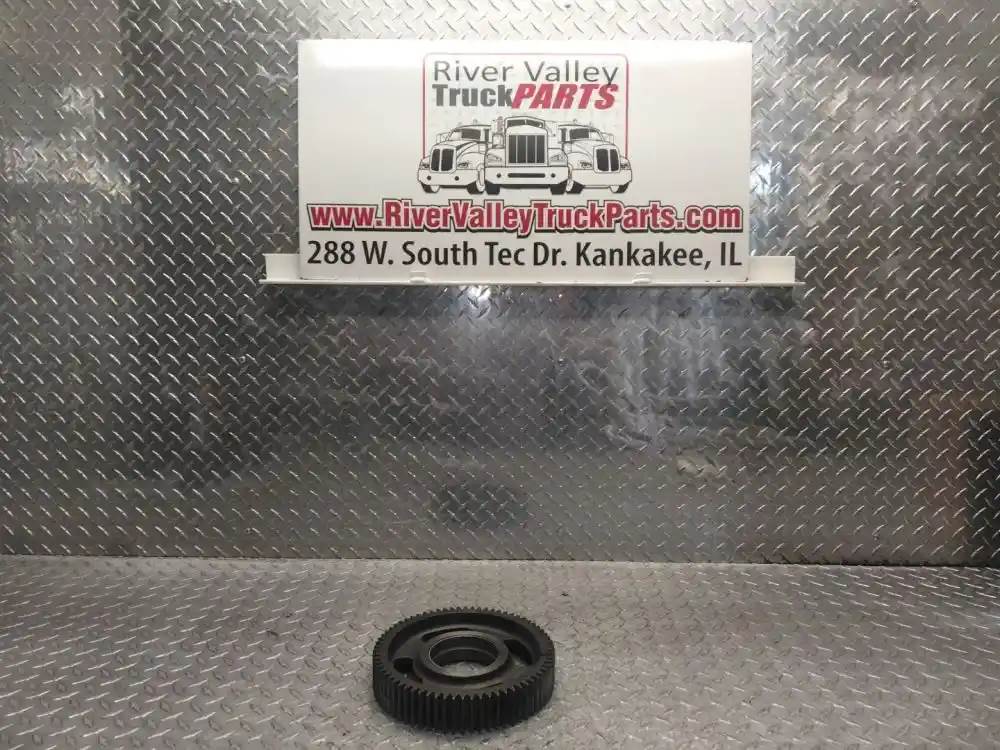 River Valley
TruckPARTS
www.RiverValleyTruckParts.com
288 W. South Tec Dr. Kankakee, IL